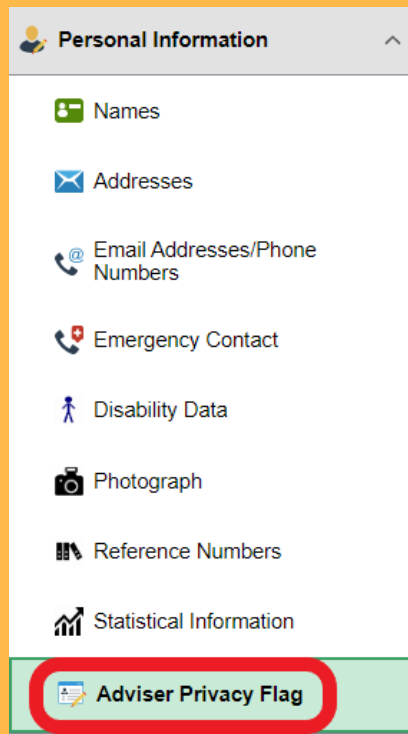 Personal Information
Names
Addresses
Email Addresses/Phone
Numbers
Emergency Contact
Disability Data
Photograph
Reference Numbers
Statistical Information
Adviser Privacy Flag